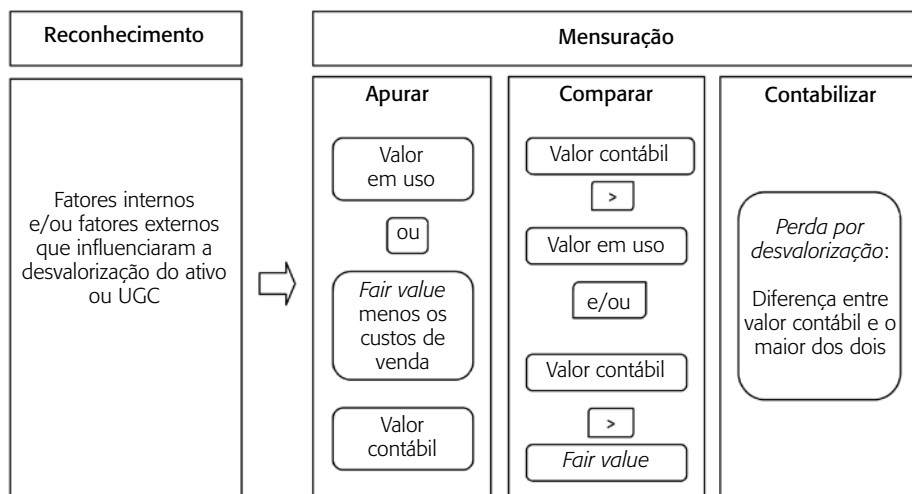 Reconhecimento
Fatores internos
e/ou fatores externos
que influenciaram a
desvalorização do ativo
ou UGC
Mensuração
Apurar
Valor
em uso
ou
Fair value
menos os
custos de
venda
Valor
contábil
Comparar
Valor contábil
>
Valor em uso
e/ou
Valor contábil
>
Fair value
Contabilizar
Perda por
desvalorização:
Diferença entre
valor contábil e o
maior dos dois